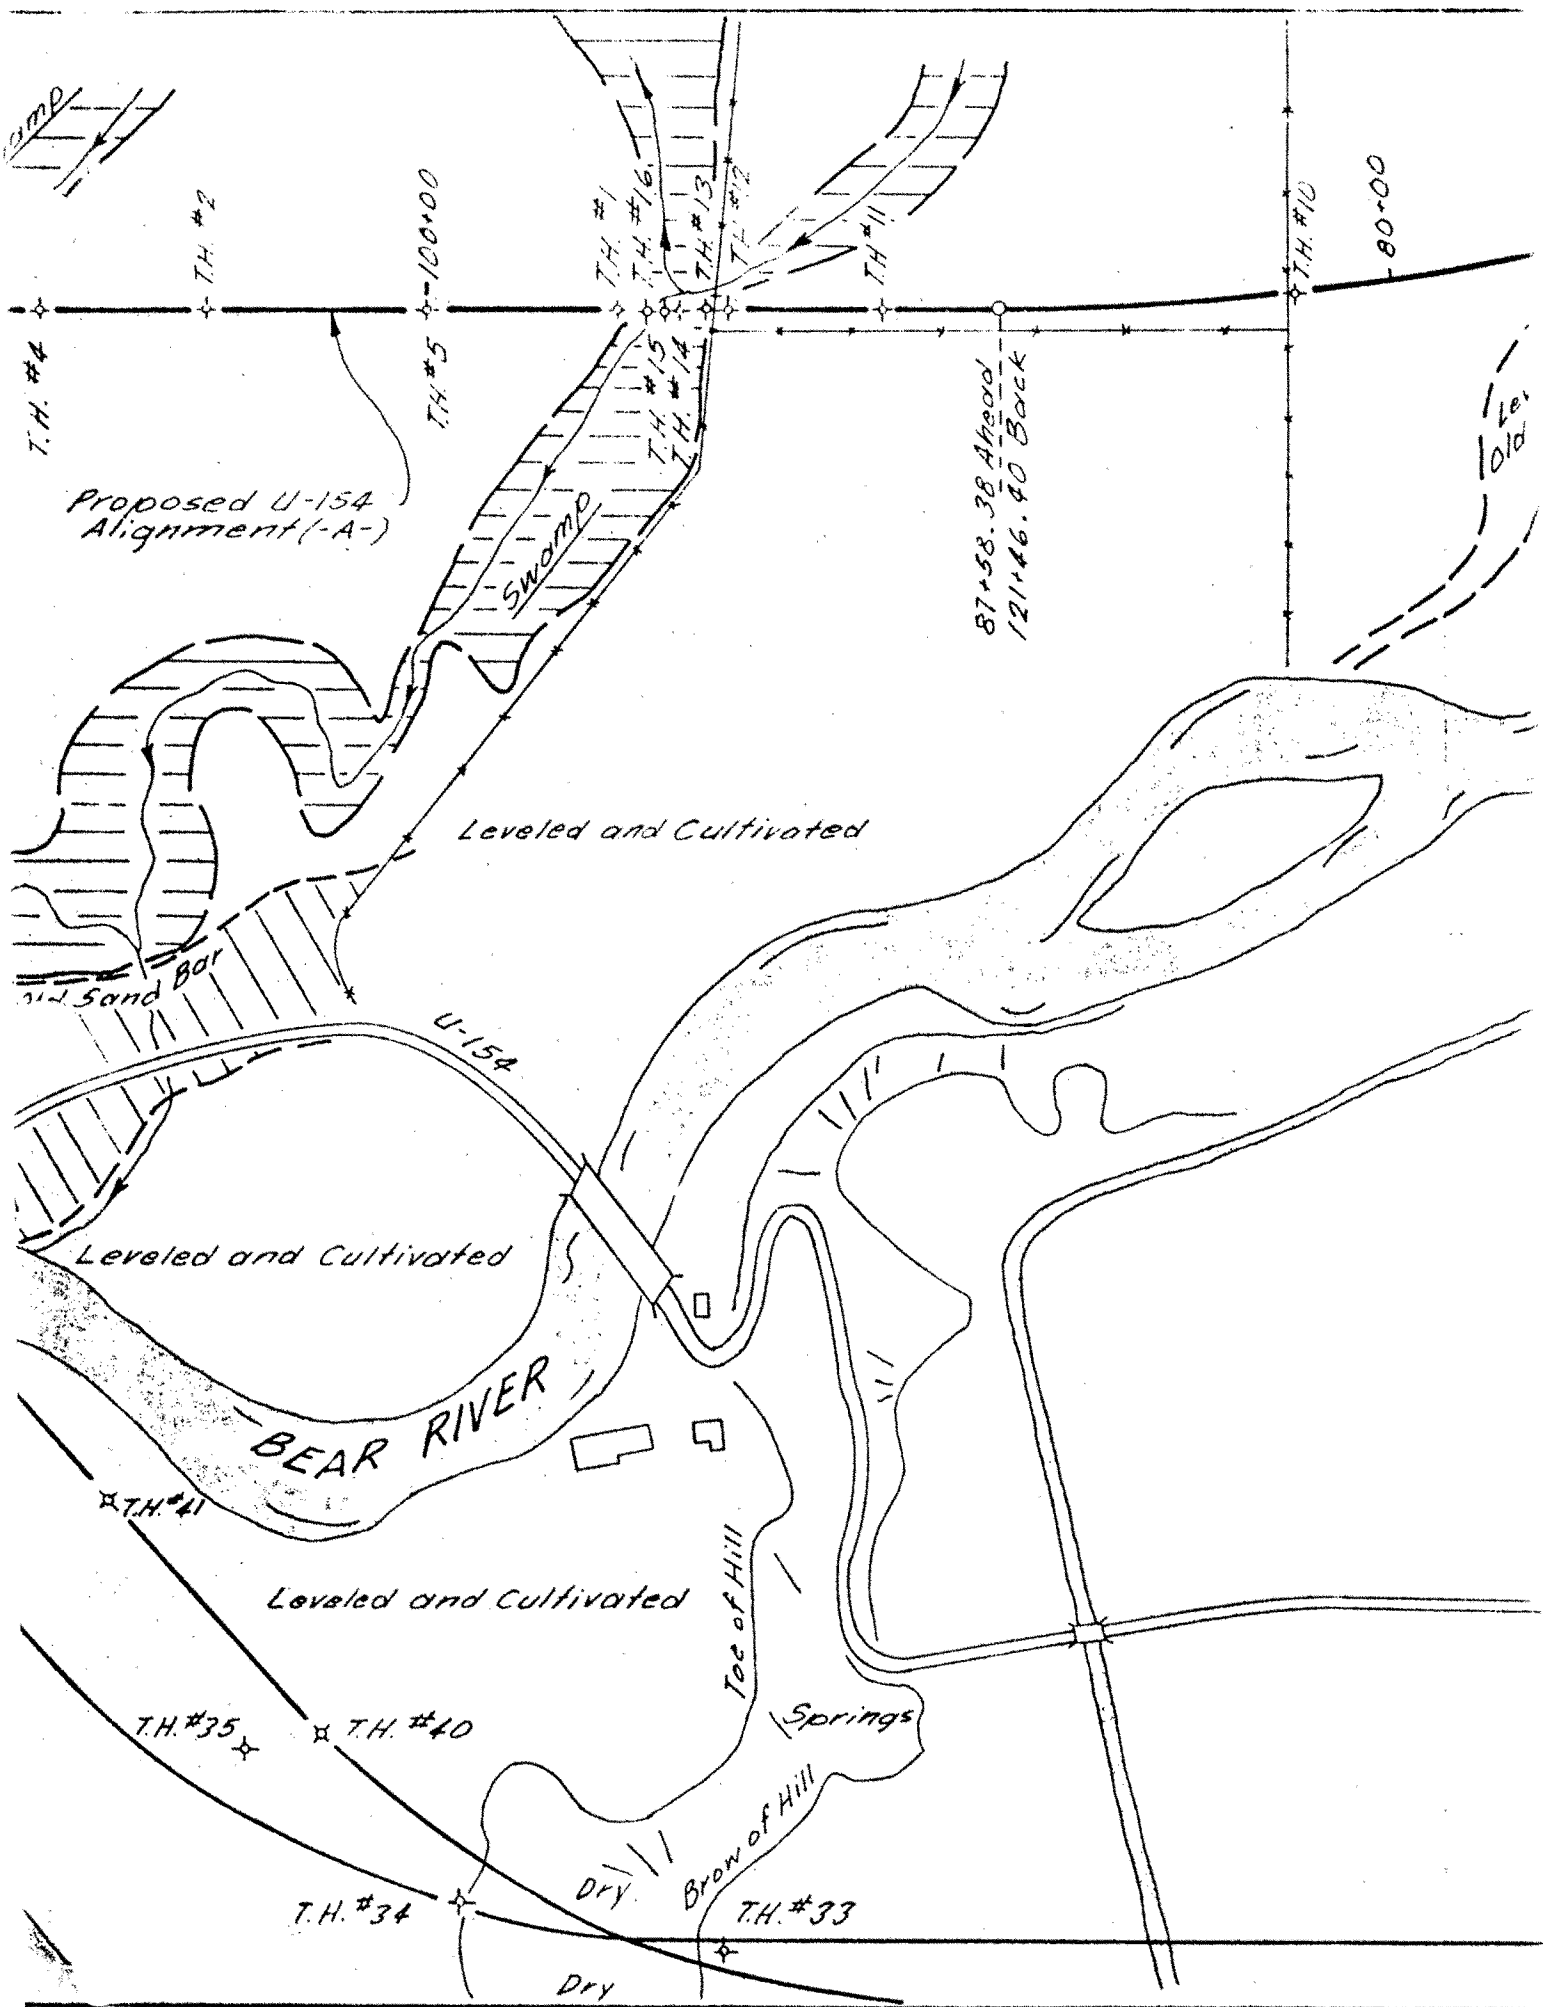 T.H. #2
-100+00
T.H. #1
T.H. #16
T.H. #13
T.H. #12
T.H. #11
T.H. #10
80+00
T.H. #4
T.H. #5
T.H. #15
T.H. #14
87+58.38 Ahead
121+46.40 Back
Old
Proposed U-154
Alignment (-A-)
Swamp
Leveled and Cultivated
Sand Bar
U-154
Leveled and Cultivated
BEAR RIVER
T.H. #41
Leveled and Cultivated
Toe of Hill
T.H. #35
T.H. #40
Springs
Brow of Hill
Dry
T.H. #34
T.H. #33
Dry